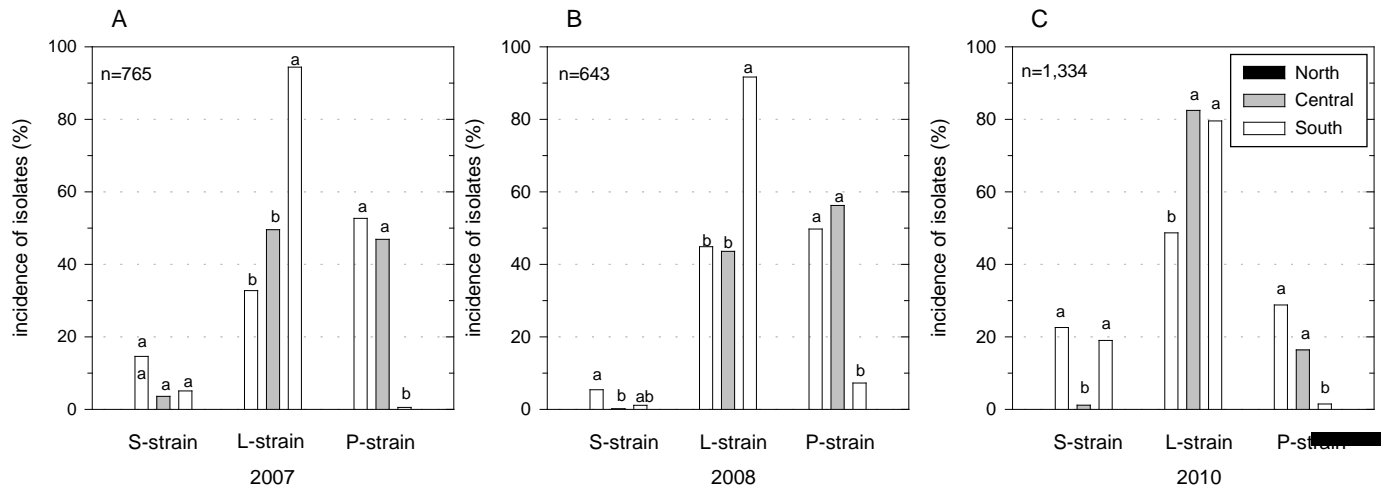 A
incidence of isolates (%)
100
80
60
40
20
0
n=765
a
a
a
a
b
b
a
a
a
b
S-strain L-strain P-strain
2007
B
incidence of isolates (%)
100
80
60
40
20
0
n=643
a
b
ab
b
b
a
a
a
b
S-strain L-strain P-strain
2008
C
incidence of isolates (%)
100
80
60
40
20
0
n=1,334
North
Central
South
a
b
a
b
a
a
a
a
b
S-strain L-strain P-strain
2010